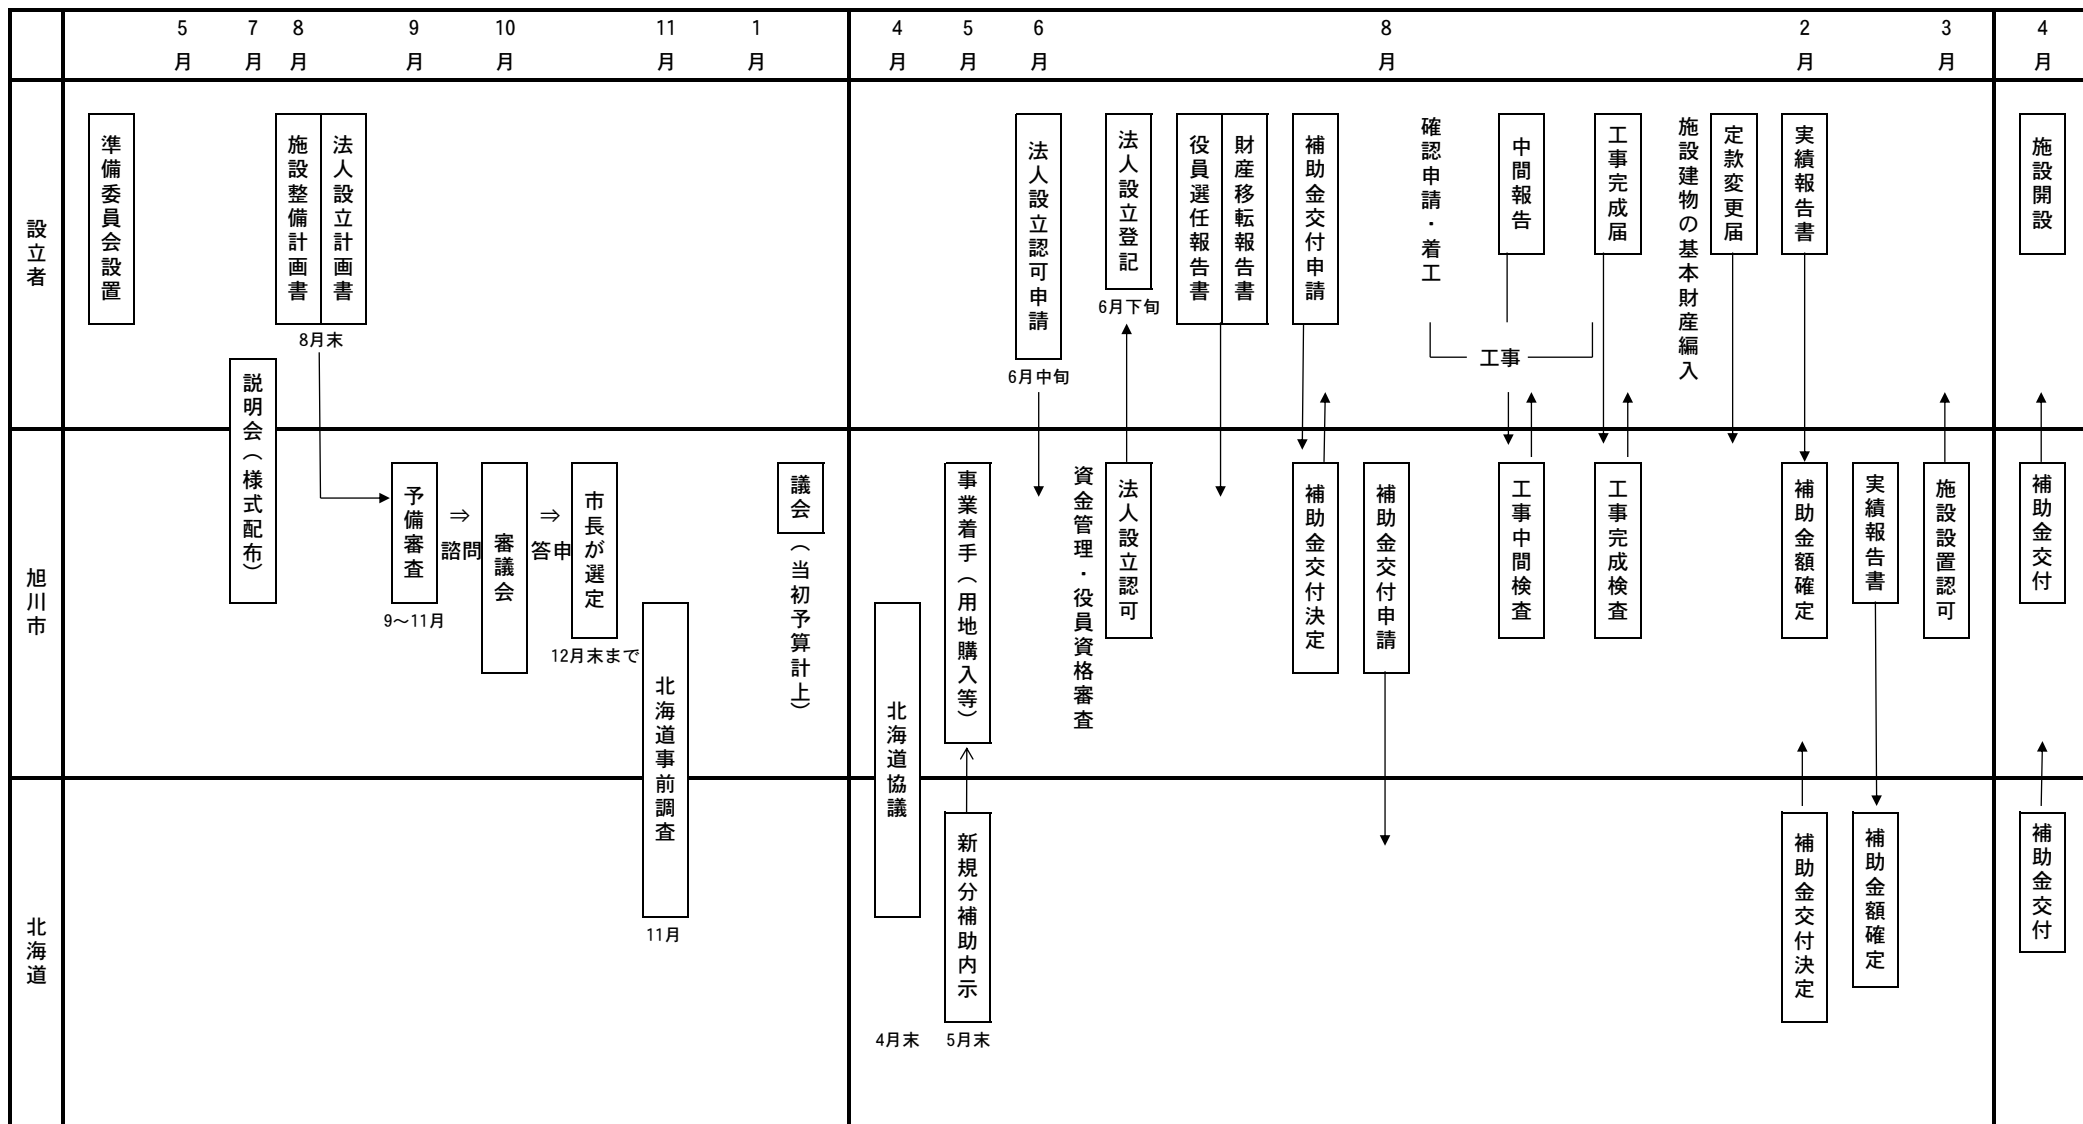 5月
7月
8月
9月
10月
11月
1月
4月
5月
6月
8月
2月
3月
4月
設立者
準備委員会設置
施設整備計画書
法人設立計画書
8月末
説明会（様式配布）
法人設立認可申請
6月中旬
法人設立登記
6月下旬
役員選任報告書
財産移転報告書
補助金交付申請
確認申請・着工
中間報告
工事
工事完成届
施設建物の基本財産編入
定款変更届
実績報告書
施設開設
旭川市
予備審査
9～11月
⇒
諮問
審議会
⇒
答申
市長が選定
12月末まで
北海道事前調査
11月
議会（当初予算計上）
北海道協議
4月末
事業着手（用地購入等）
資金管理・役員資格審査
法人設立認可
補助金交付決定
補助金交付申請
工事中間検査
工事完成検査
補助金額確定
実績報告書
施設設置認可
補助金交付
北海道
新規分補助内示
5月末
補助金交付決定
補助金額確定
補助金交付